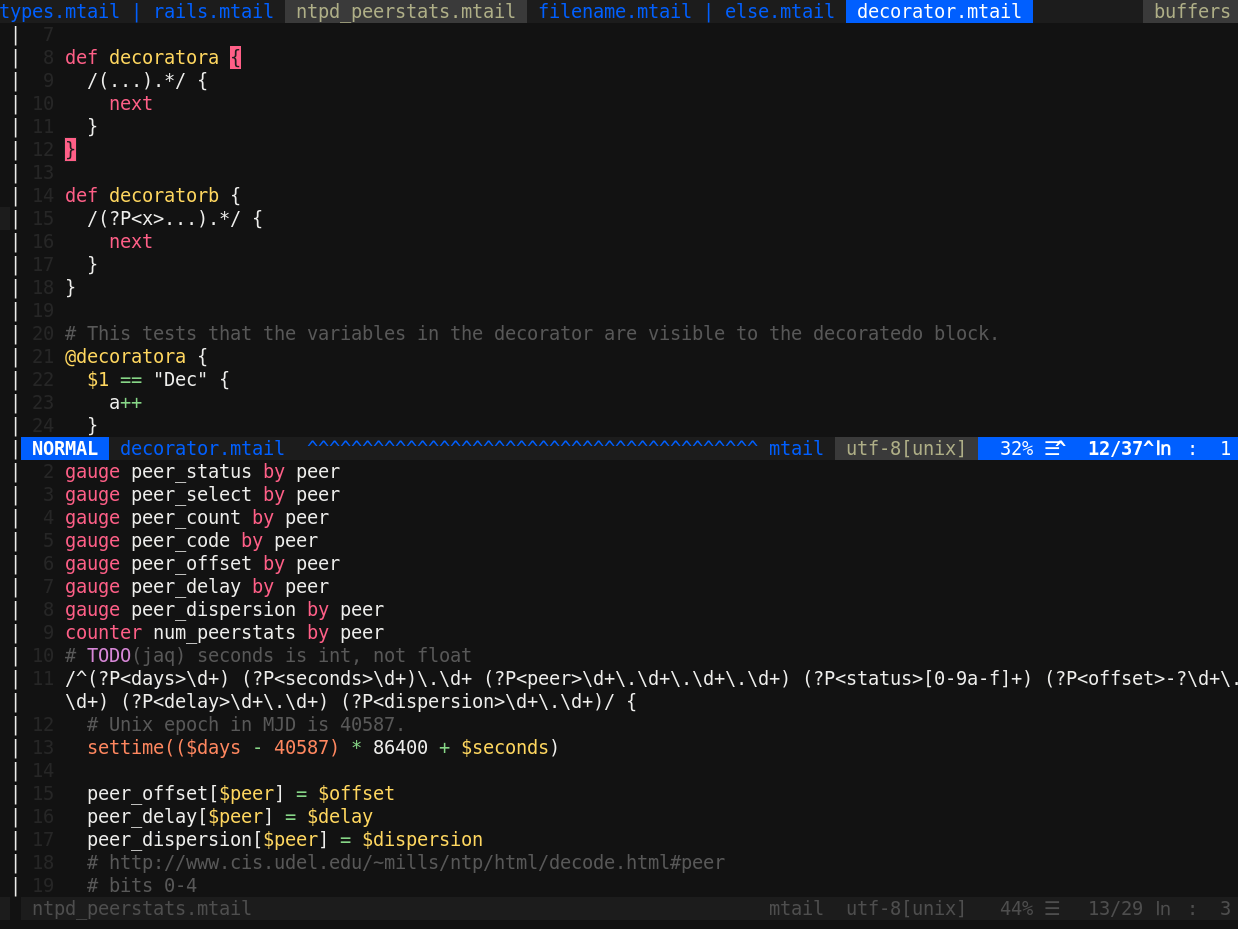 types.mtail | rails.mtail ntpd_peerstats.mtail filename.mtail | else.mtail decorator.mtail buffers
| 7
| 8 def decoratora {
| 9   /(...).*/ {
| 10     next
| 11   }
| 12 }
| 13
| 14 def decoratorb {
| 15   /(?P<x>...).*/ {
| 16     next
| 17   }
| 18 }
| 19
| 20 # This tests that the variables in the decorator are visible to the decoratedo block.
| 21 @decoratora {
| 22   $1 == "Dec" {
| 23     a++
| 24   }
| NORMAL decorator.mtail ^^^^^^^^^^^^^^^^^^^^^^^^^^^^^^^^^^^^^^^^^ mtail utf-8[unix] 32% ☰^ 12/37^㏑ : 1
| 2 gauge peer_status by peer
| 3 gauge peer_select by peer
| 4 gauge peer_count by peer
| 5 gauge peer_code by peer
| 6 gauge peer_offset by peer
| 7 gauge peer_delay by peer
| 8 gauge peer_dispersion by peer
| 9 counter num_peerstats by peer
| 10 # TODO(jaq) seconds is int, not float
| 11 /^(?P<days>\d+) (?P<seconds>\d+)\.\d+ (?P<peer>\d+\.\d+\.\d+\.\d+) (?P<status>[0-9a-f]+) (?P<offset>-?\d+\.
| \d+) (?P<delay>\d+\.\d+) (?P<dispersion>\d+\.\d+)/ {
| 12   # Unix epoch in MJD is 40587.
| 13   settime(($days - 40587) * 86400 + $seconds)
| 14
| 15   peer_offset[$peer] = $offset
| 16   peer_delay[$peer] = $delay
| 17   peer_dispersion[$peer] = $dispersion
| 18   # http://www.cis.udel.edu/~mills/ntp/html/decode.html#peer
| 19   # bits 0-4
ntpd_peerstats.mtail mtail utf-8[unix] 44% ☰ 13/29 ㏑ : 3